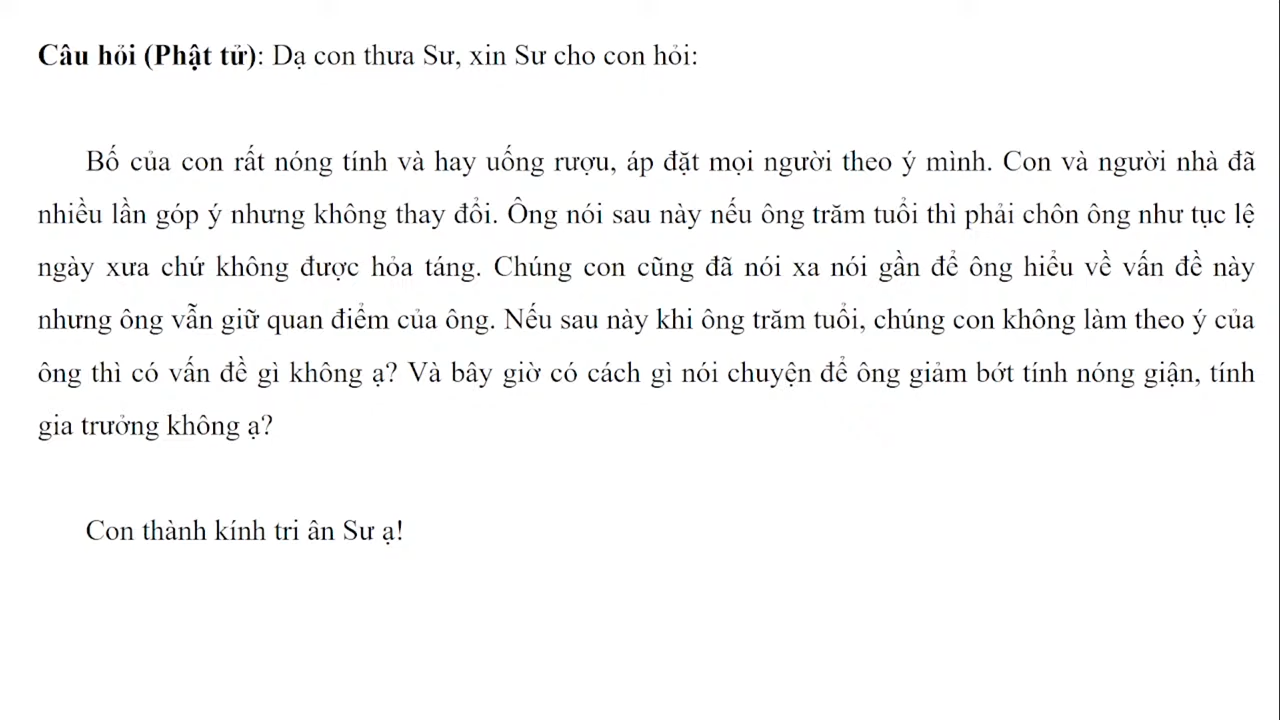 Câu hỏi (Phật tử): Dạ con thưa Sư, xin Sư cho con hỏi:
Bố của con rất nóng tính và hay uống rượu, áp đặt mọi người theo ý mình. Con và người nhà đã
nhiều lần góp ý nhưng không thay đổi. Ông nói sau này nếu ông trăm tuổi thì phải chôn ông như tục lệ
ngày xưa chứ không được hỏa táng. Chúng con cũng đã nói xa nói gần để ông hiểu về vấn đề này
nhưng ông vẫn giữ quan điểm của ông. Nếu sau này khi ông trăm tuổi, chúng con không làm theo ý của
ông thì có vấn đề gì không ạ? Và bây giờ có cách gì nói chuyện để ông giảm bớt tính nóng giận, tính
gia trưởng không ạ?
Con thành kính tri ân Sư ạ!